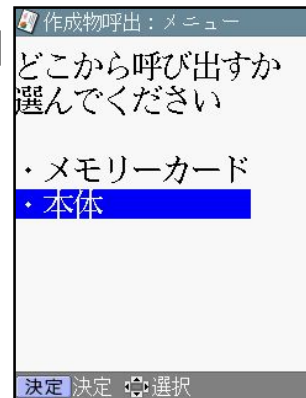 作成物呼出：メニュー
どこから呼び出すか
選んでください
・メモリーカード
・本体
決定 決定 選択